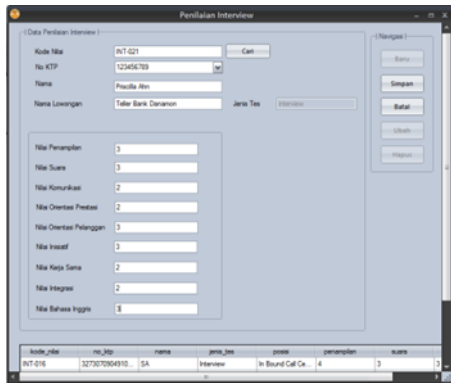 Penilaian Interview
(Data Penilaian Interview)
(Navigasi)
Kode Nilai INT-021 Cari
Baru
No KTP 123456789
Nama Priscilla Ahn
Simpan
Nama Lowongan Teller Bank Danamon Jenis Tes Interview
Batal
Ubah
Hapus
Nilai Penampilan 3
Nilai Suara 3
Nilai Komunikasi 2
Nilai Orientasi Prestasi 2
Nilai Orientasi Pelanggan 3
Nilai Inisiatif 3
Nilai Kerja Sama 2
Nilai Integrasi 2
Nilai Bahasa Inggris 3
kode_nilai no_ktp nama jenis_tes posisi penampilan suara
INT-016 3273070904910... SA Interview In Bound Call Ce... 4 3 3